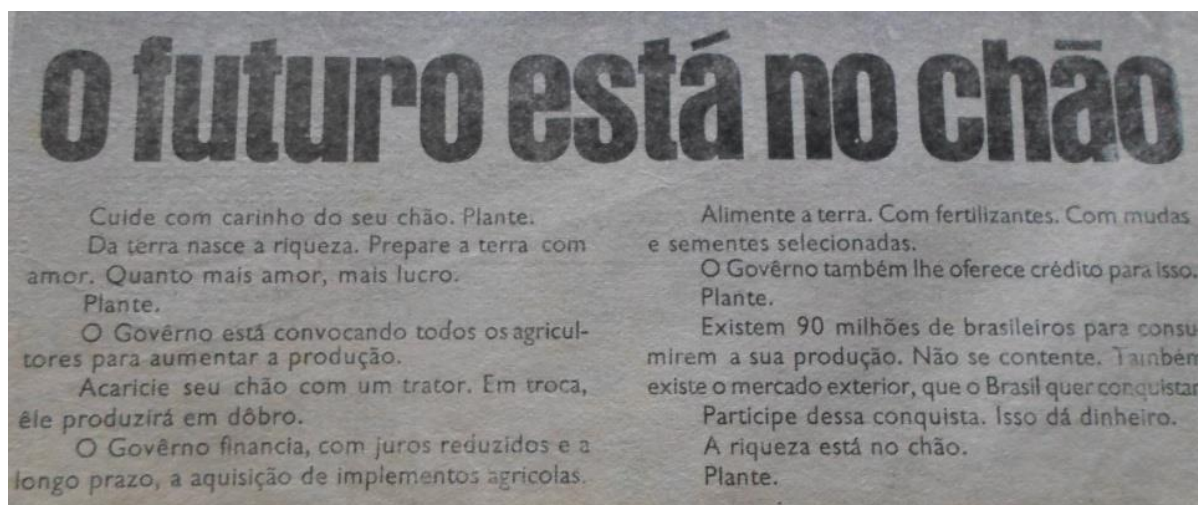 o futuro está no chão
Cuide com carinho do seu chão. Plante.
Da terra nasce a riqueza. Prepare a terra com
amor. Quanto mais amor, mais lucro.
Plante.
O Govêrno está convocando todos os agricul-
tores para aumentar a produção.
Acaricie seu chão com um trator. Em troca,
êle produzirá em dôbro.
O Govêrno financia, com juros reduzidos e a
longo prazo, a aquisição de implementos agricolas.
Alimente a terra. Com fertilizantes. Com mudas
e sementes selecionadas.
O Govêrno também lhe oferece crédito para isso.
Plante.
Existem 90 milhões de brasileiros para consu-
mirem a sua produção. Não se contente. Também
existe o mercado exterior, que o Brasil quer conquistar
Participe dessa conquista. Isso dá dinheiro.
A riqueza está no chão.
Plante.